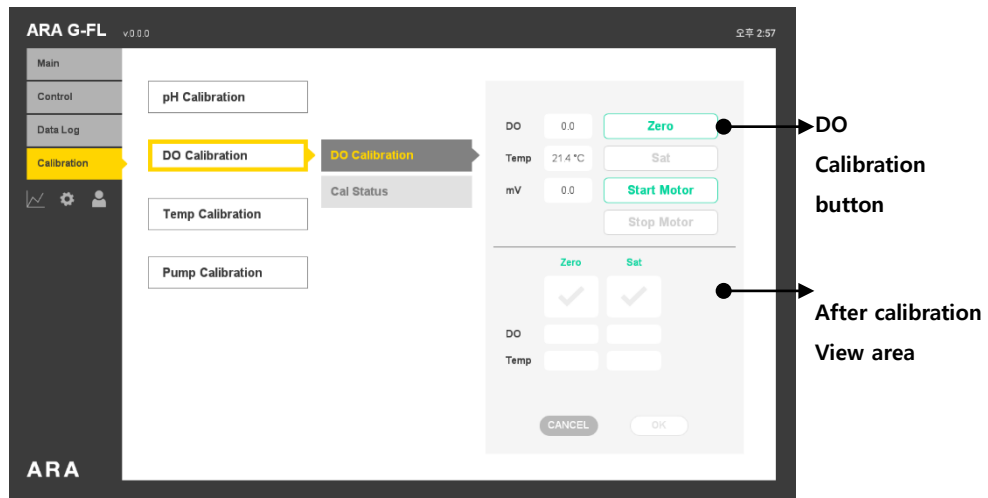 ARA G-FL v.0.0.0 오후 2:57
Main
Control
Data Log
Calibration
pH Calibration
DO Calibration
Temp Calibration
Pump Calibration
DO Calibration
Cal Status
DO 0.0 Zero
Temp 21.4 °C Sat
mV 0.0 Start Motor
Stop Motor
Zero Sat
DO
Temp
CANCEL OK
ARA
DO
Calibration
button
After calibration
View area